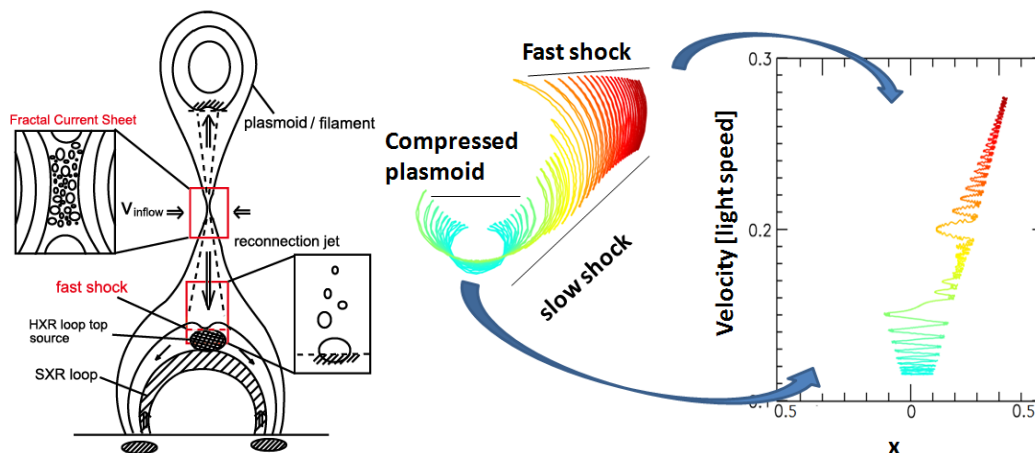 Fractal Current Sheet
plasmoid / filament
Vinflow
reconnection jet
fast shock
HXR loop top
source
SXR loop
Fast shock
Compressed
plasmoid
slow shock
Velocity [light speed]
0.3
0.2
0.5
0
0.5
x